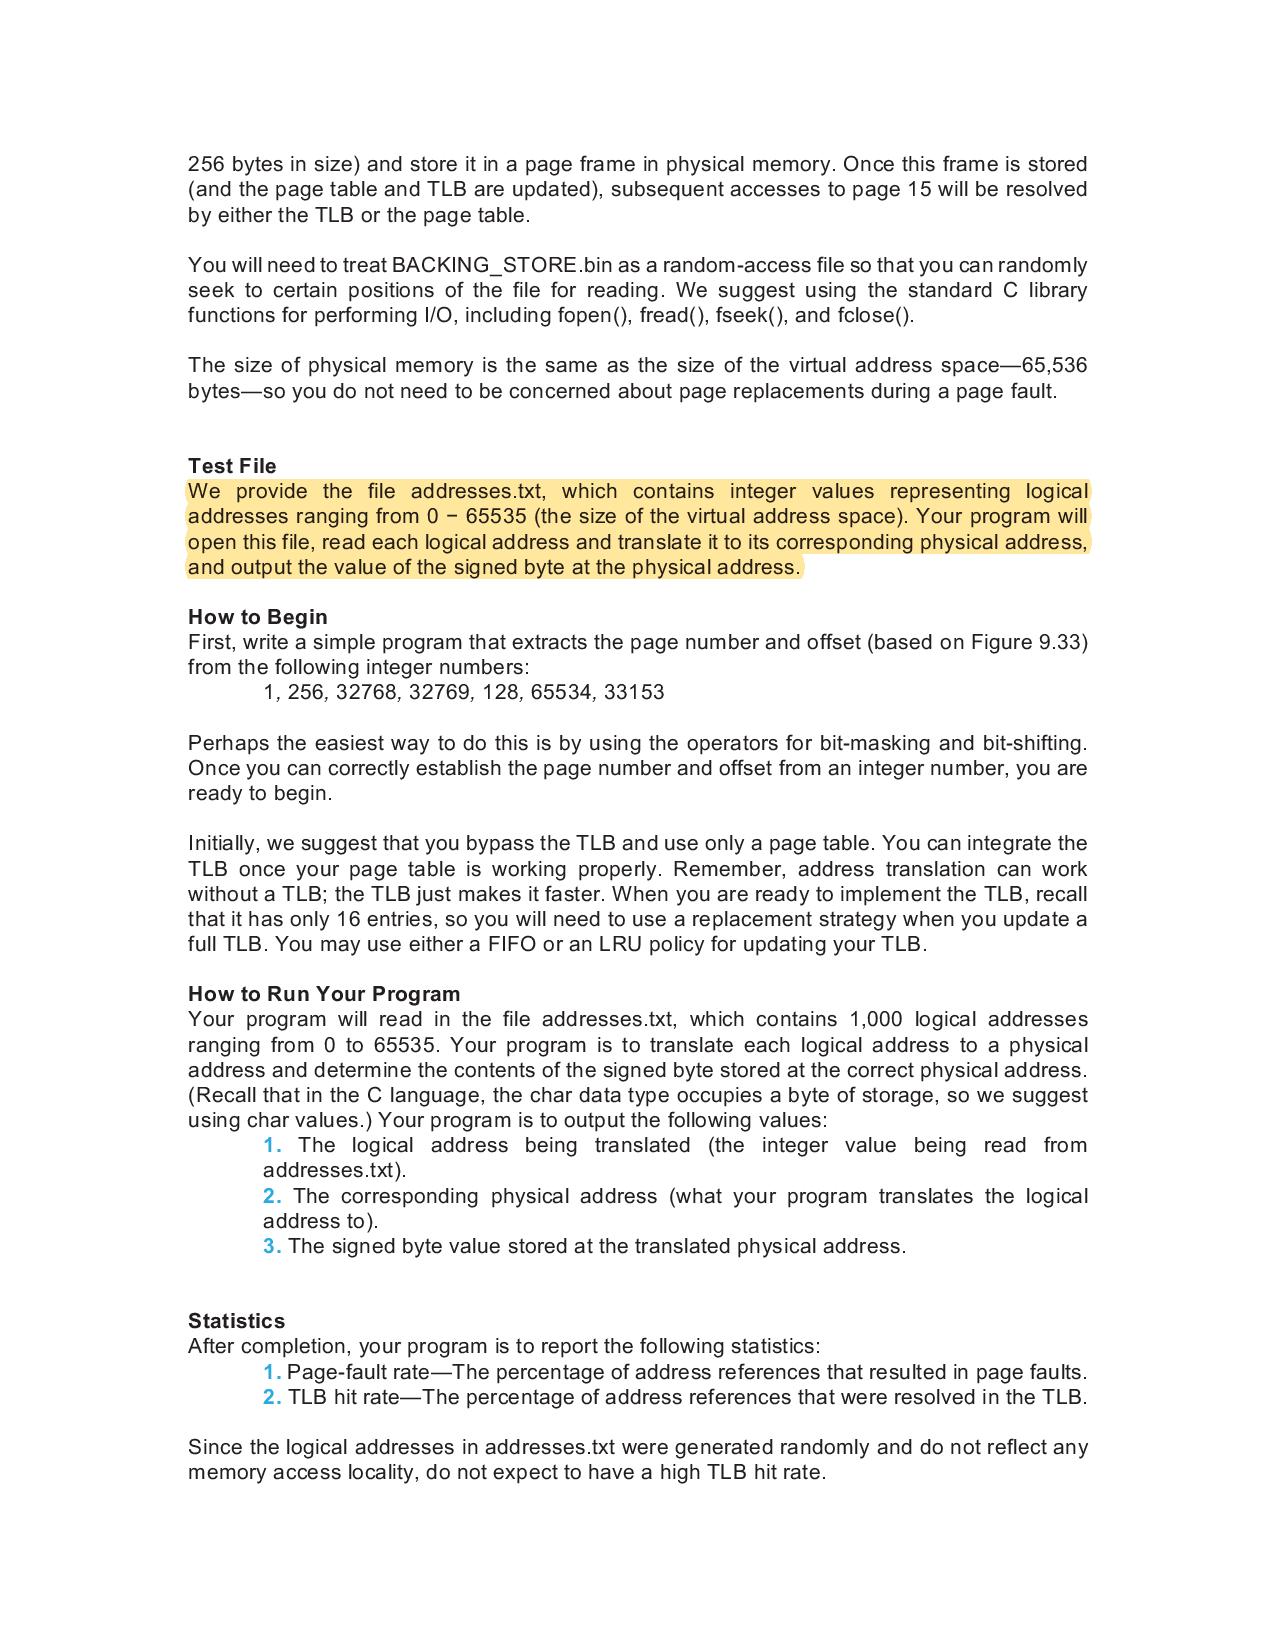 256 bytes in size) and store it in a page frame in physical memory. Once this frame is stored
(and the page table and TLB are updated), subsequent accesses to page 15 will be resolved
by either the TLB or the page table.
You will need to treat BACKING_STORE.bin as a random-access file so that you can randomly
seek to certain positions of the file for reading. We suggest using the standard C library
functions for performing I/O, including fopen(), fread(), fseek(), and fclose().
The size of physical memory is the same as the size of the virtual address space—65,536
bytes—so you do not need to be concerned about page replacements during a page fault.
Test File
We provide the file addresses.txt, which contains integer values representing logical
addresses ranging from 0 − 65535 (the size of the virtual address space). Your program will
open this file, read each logical address and translate it to its corresponding physical address,
and output the value of the signed byte at the physical address.
How to Begin
First, write a simple program that extracts the page number and offset (based on Figure 9.33)
from the following integer numbers:
1, 256, 32768, 32769, 128, 65534, 33153
Perhaps the easiest way to do this is by using the operators for bit-masking and bit-shifting.
Once you can correctly establish the page number and offset from an integer number, you are
ready to begin.
Initially, we suggest that you bypass the TLB and use only a page table. You can integrate the
TLB once your page table is working properly. Remember, address translation can work
without a TLB; the TLB just makes it faster. When you are ready to implement the TLB, recall
that it has only 16 entries, so you will need to use a replacement strategy when you update a
full TLB. You may use either a FIFO or an LRU policy for updating your TLB.
How to Run Your Program
Your program will read in the file addresses.txt, which contains 1,000 logical addresses
ranging from 0 to 65535. Your program is to translate each logical address to a physical
address and determine the contents of the signed byte stored at the correct physical address.
(Recall that in the C language, the char data type occupies a byte of storage, so we suggest
using char values.) Your program is to output the following values:
1. The logical address being translated (the integer value being read from
addresses.txt).
2. The corresponding physical address (what your program translates the logical
address to).
3. The signed byte value stored at the translated physical address.
Statistics
After completion, your program is to report the following statistics:
1. Page-fault rate—The percentage of address references that resulted in page faults.
2. TLB hit rate—The percentage of address references that were resolved in the TLB.
Since the logical addresses in addresses.txt were generated randomly and do not reflect any
memory access locality, do not expect to have a high TLB hit rate.